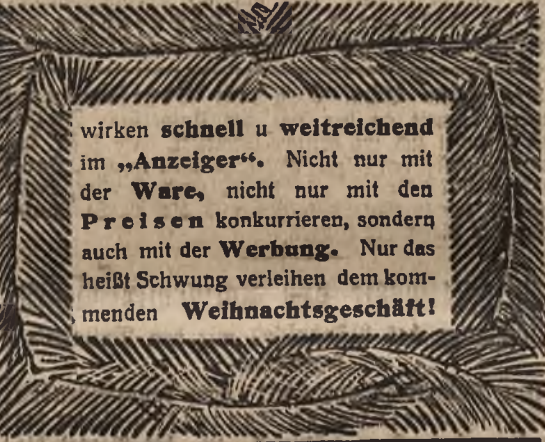 wirken schnell u weitreichend
im „Anzeiger“. Nicht nur mit
der Ware, nicht nur mit den
Preisen konkurrieren, sondern
auch mit der Werbung. Nur das
heißt Schwung verleihen dem kom-
menden Weihnachtsgeschäft!